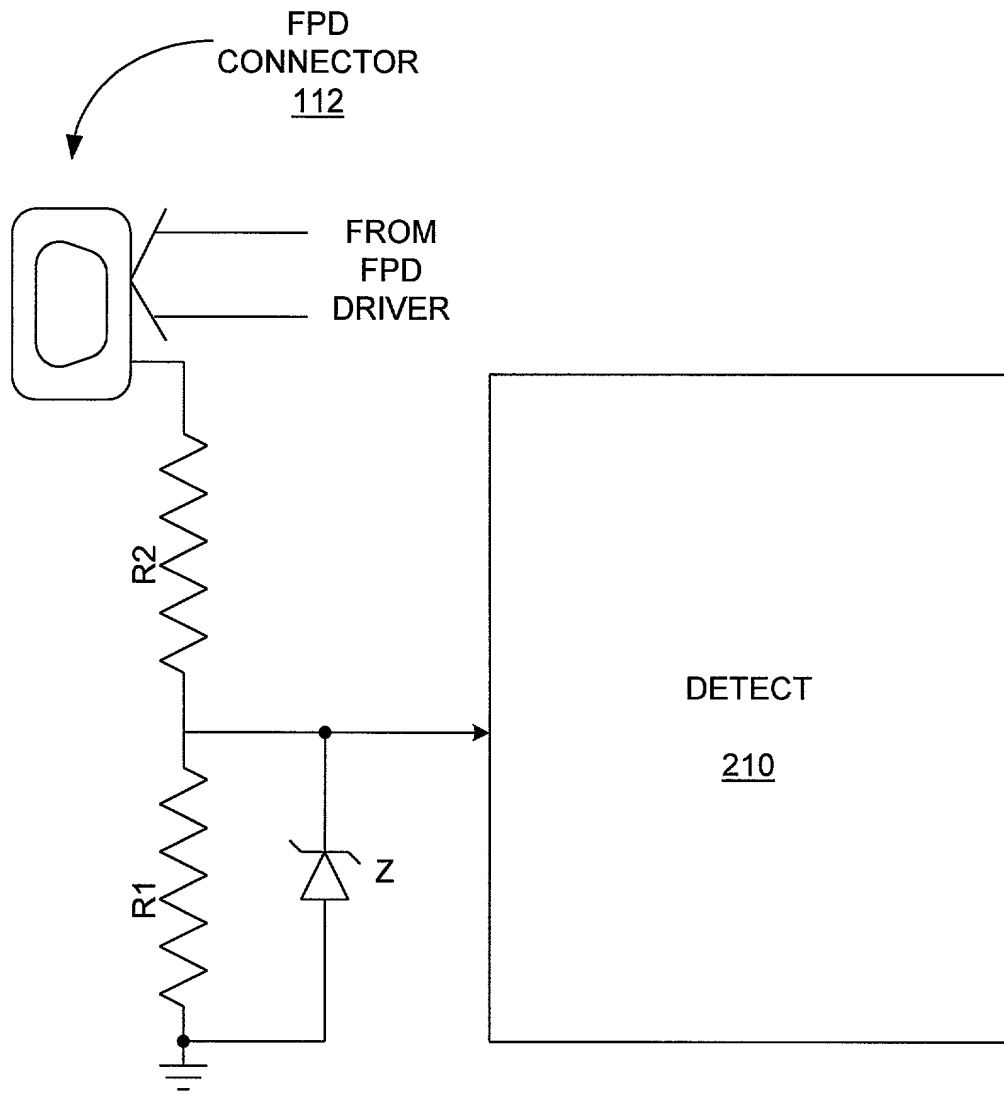 FPD
CONNECTOR
112
FROM
FPD
DRIVER
R2
DETECT
210
R1
Z